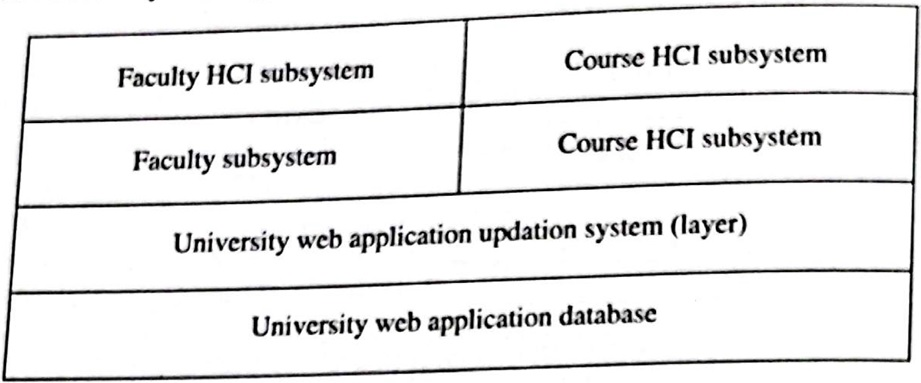 Faculty HCI subsystem
Course HCI subsystem
Faculty subsystem
Course HCI subsystem
University web application updation system (layer)
University web application database